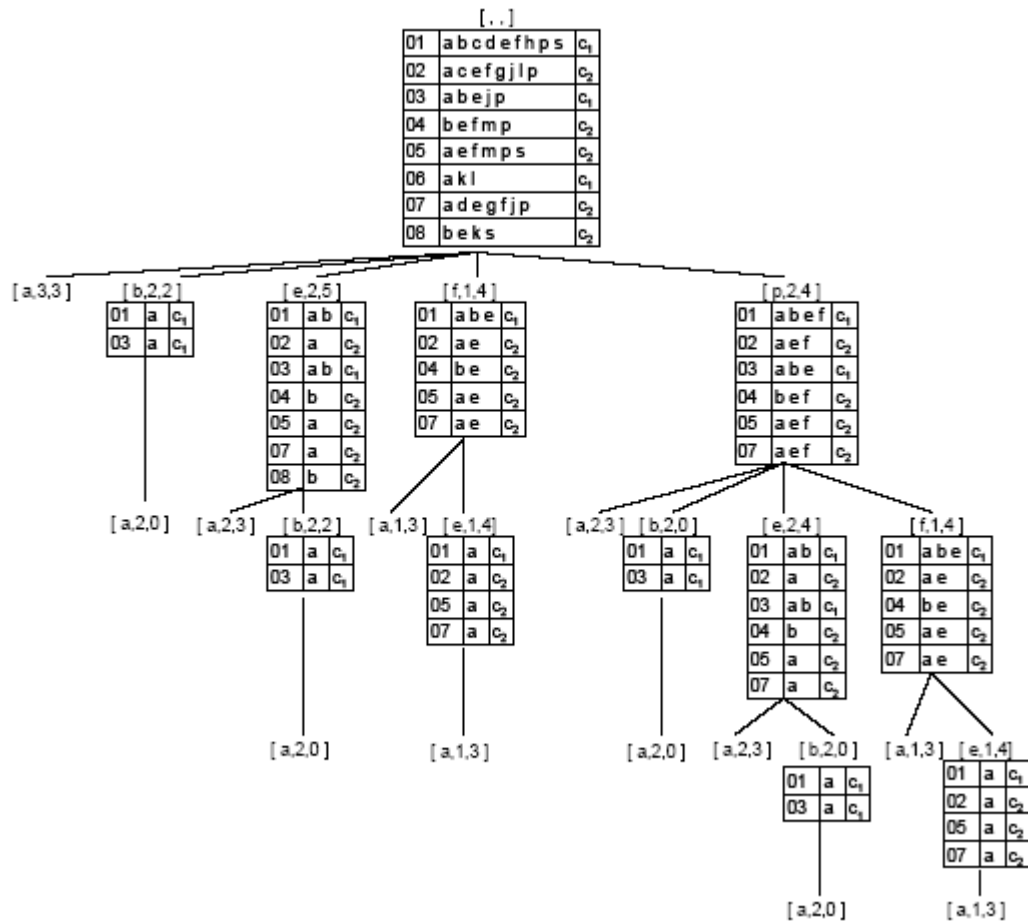 [ , , ]
01 a b c d e f h p s c₁
02 a c e f g j l p c₂
03 a b e j p c₁
04 b e f m p c₂
05 a e f m p s c₂
06 a k l c₁
07 a d e g f j p c₂
08 b e k s c₂
[ a,3,3 ] [ b,2,2 ] [ e,2,5 ] [ f,1,4 ] [ p,2,4 ]
01 a c₁ 01 a b c₁ 01 a b e c₁ 01 a b e f c₁
03 a c₁ 02 a c₂ 02 a e c₂ 02 a e f c₂
03 a b c₁ 04 b e c₂ 03 a b e c₁
04 b c₂ 05 a e c₂ 04 b e f c₂
05 a c₂ 07 a e c₂ 05 a e f c₂
07 a c₂ 07 a e f c₂
08 b c₂
[ a,2,0 ] [ a,2,3 ] [ b,2,2 ] [ a,1,3 ] [ e,1,4 ] [ a,2,3 ] [ b,2,0 ] [ e,2,4 ] [ f,1,4 ]
01 a c₁ 01 a c₁ 01 a c₁ 01 a b c₁ 01 a b e c₁
03 a c₁ 02 a c₂ 03 a c₁ 02 a c₂ 02 a e c₂
05 a c₂ 03 a b c₁ 04 b e c₂
07 a c₂ 04 b c₂ 05 a e c₂
05 a c₂ 07 a e c₂
07 a c₂
[ a,2,0 ] [ a,1,3 ] [ a,2,0 ] [ a,2,3 ] [ b,2,0 ] [ a,1,3 ] [ e,1,4 ]
01 a c₁ 01 a c₁
03 a c₁ 02 a c₂
05 a c₂
07 a c₂
[ a,2,0 ] [ a,1,3 ]